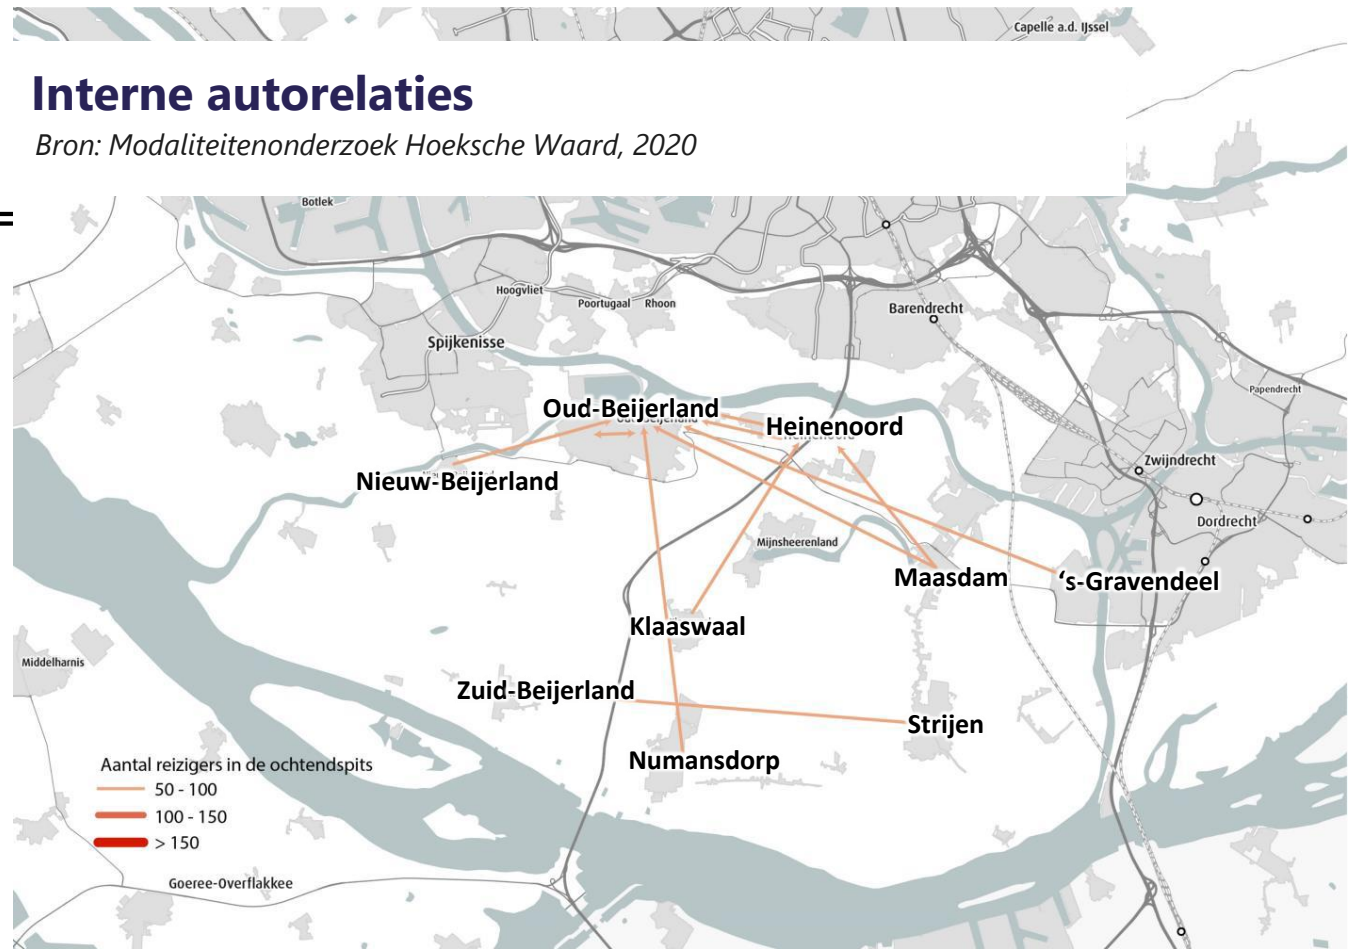 Capelle a.d. IJssel
Interne autorelaties
Bron: Modaliteitenonderzoek Hoeksche Waard, 2020
Botlek
Hoogvliet
Poortugaal
Rhoon
Barendrecht
Spijkenisse
Papendrecht
Oud-Beijerland
Heinenoord
Zwijndrecht
Nieuw-Beijerland
Dordrecht
Mijnsheerenland
Maasdam
‘s-Gravendeel
Klaaswaal
Middelharnis
Zuid-Beijerland
Strijen
Numansdorp
Aantal reizigers in de ochtendspits
50 - 100
100 - 150
> 150
Goeree-Overflakkee